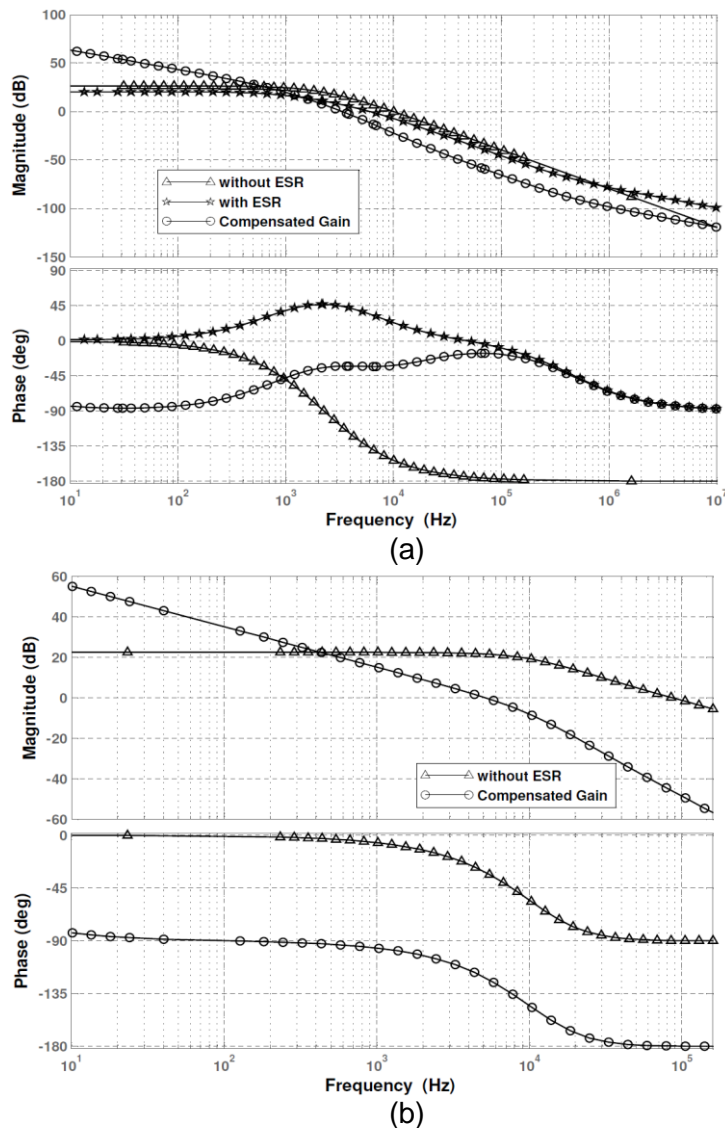 100
50
0
-50
-100
-150
Magnitude (dB)
without ESR
with ESR
Compensated Gain
90
45
0
-45
-90
-135
-180
Phase (deg)
10^1
10^2
10^3
10^4
10^5
10^6
10^7
Frequency (Hz)
(a)
60
40
20
0
-20
-40
-60
Magnitude (dB)
without ESR
Compensated Gain
0
-45
-90
-135
-180
Phase (deg)
10^1
10^2
10^3
10^4
10^5
Frequency (Hz)
(b)